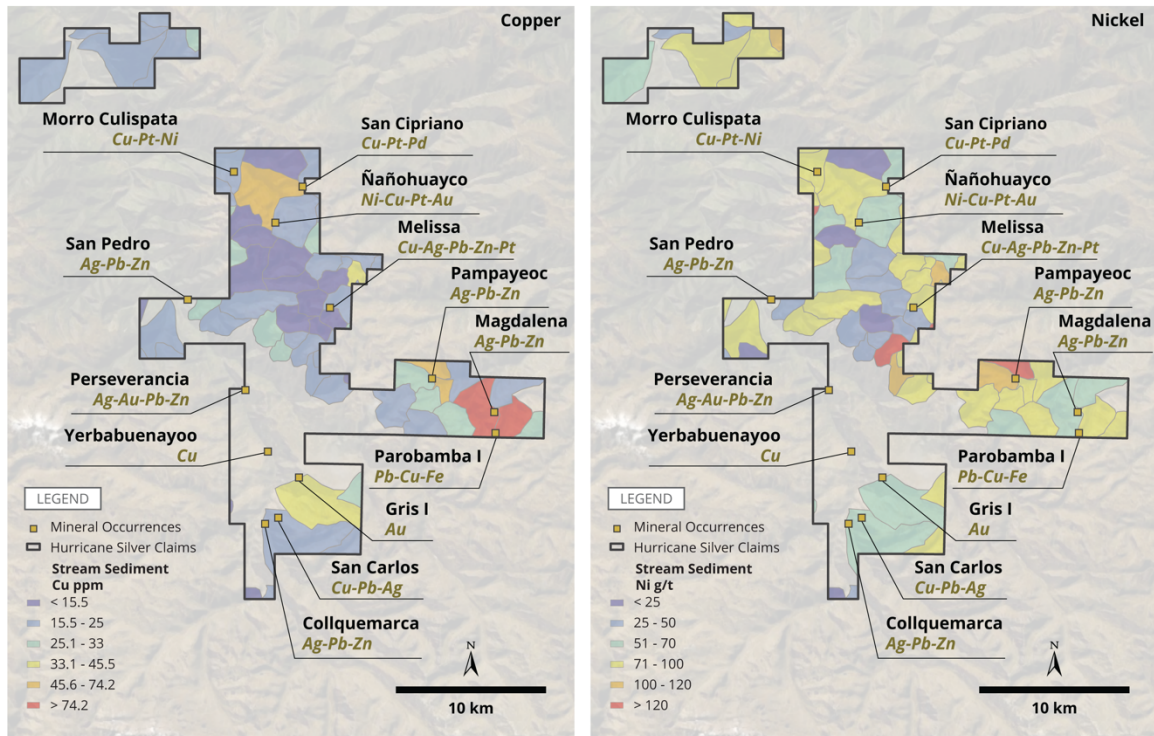 Copper
Morro Culispata
Cu-Pt-Ni
San Cipriano
Cu-Pt-Pd
Ñañohuayco
Ni-Cu-Pt-Au
Melissa
Cu-Ag-Pb-Zn-Pt
San Pedro
Ag-Pb-Zn
Pampayeoc
Ag-Pb-Zn
Magdalena
Ag-Pb-Zn
Perseverancia
Ag-Au-Pb-Zn
Yerbabuenayoo
Cu
Parobamba I
Pb-Cu-Fe
Gris I
Au
San Carlos
Cu-Pb-Ag
Collquemarca
Ag-Pb-Zn
LEGEND
Mineral Occurrences
Hurricane Silver Claims
Stream Sediment
Cu ppm
< 15.5
15.5 - 25
25.1 - 33
33.1 - 45.5
45.6 - 74.2
> 74.2
N
10 km
Nickel
Morro Culispata
Cu-Pt-Ni
San Cipriano
Cu-Pt-Pd
Ñañohuayco
Ni-Cu-Pt-Au
Melissa
Cu-Ag-Pb-Zn-Pt
San Pedro
Ag-Pb-Zn
Pampayeoc
Ag-Pb-Zn
Magdalena
Ag-Pb-Zn
Perseverancia
Ag-Au-Pb-Zn
Yerbabuenayoo
Cu
Parobamba I
Pb-Cu-Fe
Gris I
Au
San Carlos
Cu-Pb-Ag
Collquemarca
Ag-Pb-Zn
LEGEND
Mineral Occurrences
Hurricane Silver Claims
Stream Sediment
Ni g/t
< 25
25 - 50
51 - 70
71 - 100
100 - 120
> 120
N
10 km